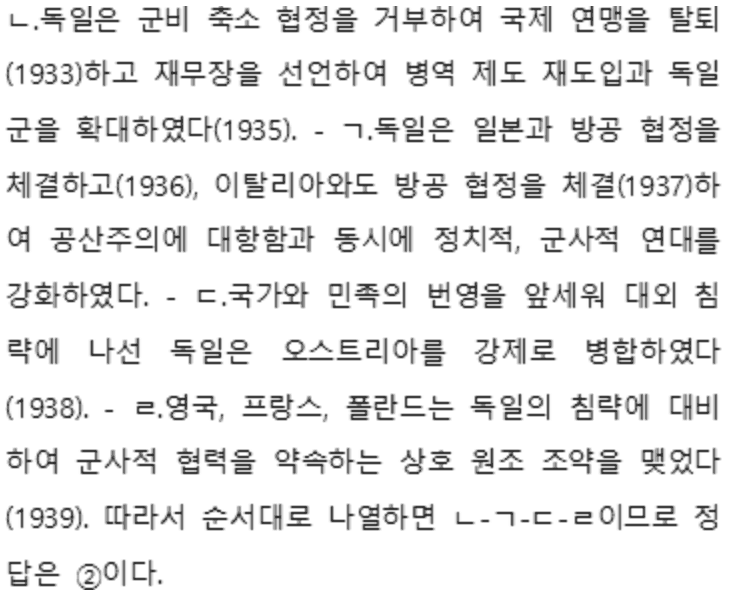 ㄴ.독일은 군비 축소 협정을 거부하여 국제 연맹을 탈퇴
(1933)하고 재무장을 선언하여 병역 제도 재도입과 독일
군을 확대하였다(1935). - ㄱ.독일은 일본과 방공 협정을
체결하고(1936), 이탈리아와도 방공 협정을 체결(1937)하
여 공산주의에 대항함과 동시에 정치적, 군사적 연대를
강화하였다. - ㄷ.국가와 민족의 번영을 앞세워 대외 침
략에 나선 독일은 오스트리아를 강제로 병합하였다
(1938). - ㄹ.영국, 프랑스, 폴란드는 독일의 침략에 대비
하여 군사적 협력을 약속하는 상호 원조 조약을 맺었다
(1939). 따라서 순서대로 나열하면 ㄴ-ㄱ-ㄷ-ㄹ이므로 정
답은 ②이다.